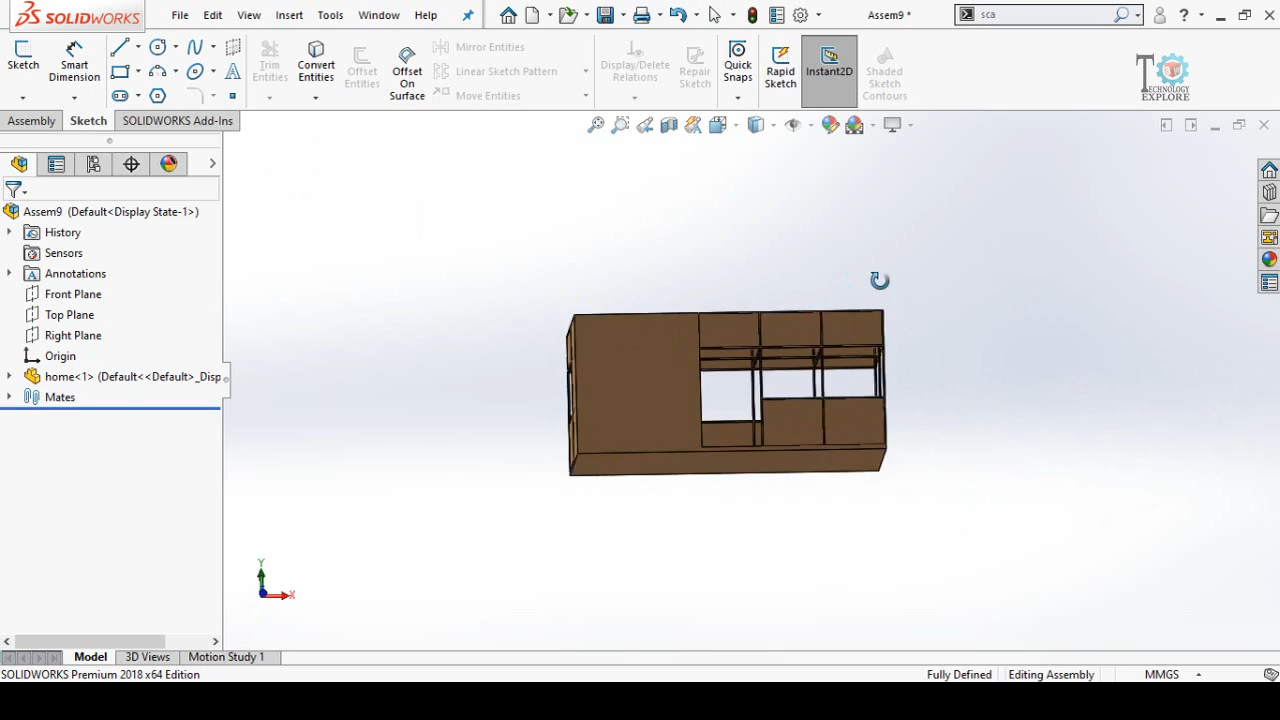 SOLIDWORKS File Edit View Insert Tools Window Help Assem9 * sca ?
Sketch Smart Dimension Trim Entities Convert Entities Offset Entities Offset On Surface Mirror Entities Linear Sketch Pattern Move Entities Display/Delete Relations Repair Sketch Quick Snaps Rapid Sketch Instant2D Shaded Sketch Contours
TECHNOLOGY
EXPLORE
Assembly Sketch SOLIDWORKS Add-Ins
Assem9 (Default<Display State-1>)
History
Sensors
Annotations
Front Plane
Top Plane
Right Plane
Origin
home<1> (Default<<Default>_Disp
Mates
Y
X
Model 3D Views Motion Study 1
SOLIDWORKS Premium 2018 x64 Edition Fully Defined Editing Assembly MMGS